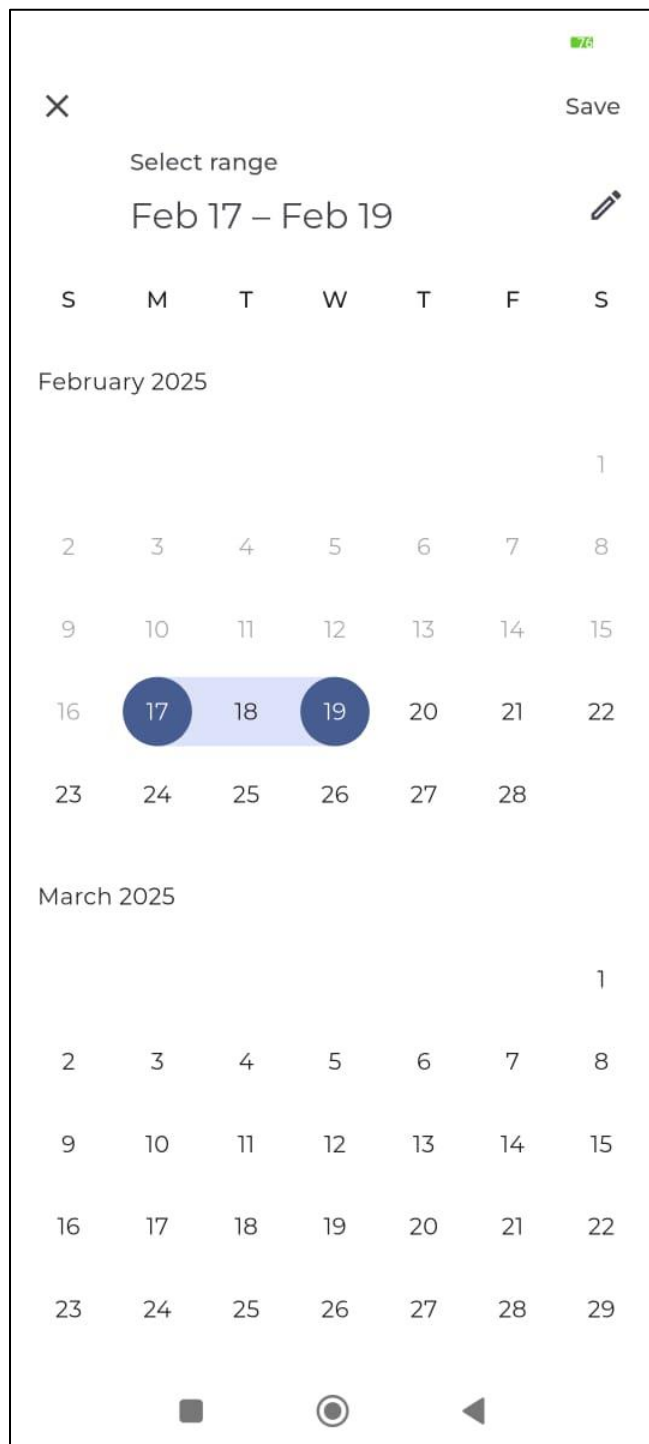 76
Save
Select range
Feb 17 – Feb 19
S M T W T F S
February 2025
1
2 3 4 5 6 7 8
9 10 11 12 13 14 15
16 17 18 19 20 21 22
23 24 25 26 27 28
March 2025
1
2 3 4 5 6 7 8
9 10 11 12 13 14 15
16 17 18 19 20 21 22
23 24 25 26 27 28 29